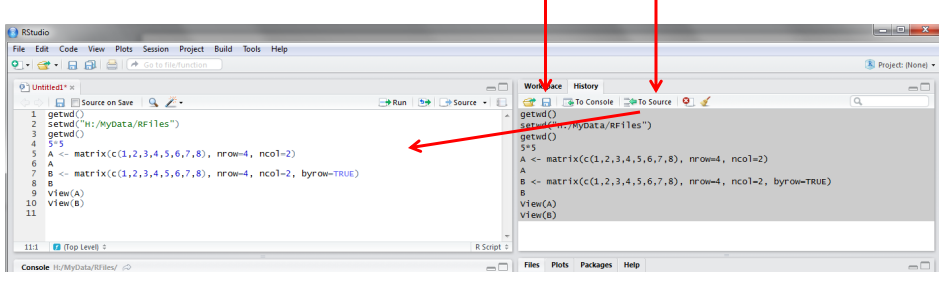 RStudio
File Edit Code View Plots Session Project Build Tools Help
Go to file/function
Project: (None)
Untitled1*
Source on Save
Run
Source
1 getwd()
2 setwd("H:/MyData/RFiles")
3 getwd()
4 5*5
5 A <- matrix(c(1,2,3,4,5,6,7,8), nrow=4, ncol=2)
6 A
7 B <- matrix(c(1,2,3,4,5,6,7,8), nrow=4, ncol=2, byrow=TRUE)
8 B
9 View(A)
10 View(B)
11
11:1 (Top Level) R Script
Console H:/MyData/RFiles/
Workspace History
To Console To Source
getwd()
setwd("H:/MyData/RFiles")
getwd()
5*5
A <- matrix(c(1,2,3,4,5,6,7,8), nrow=4, ncol=2)
A
B <- matrix(c(1,2,3,4,5,6,7,8), nrow=4, ncol=2, byrow=TRUE)
B
View(A)
View(B)
Files Plots Packages Help